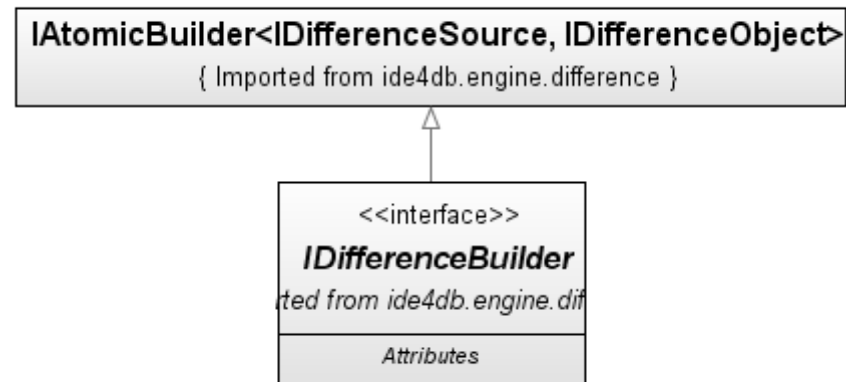 IAtomicBuilder<IDifferenceSource, IDifferenceObject>
{ Imported from ide4db.engine.difference }
<<interface>>
IDifferenceBuilder
rted from ide4db.engine.dif
Attributes